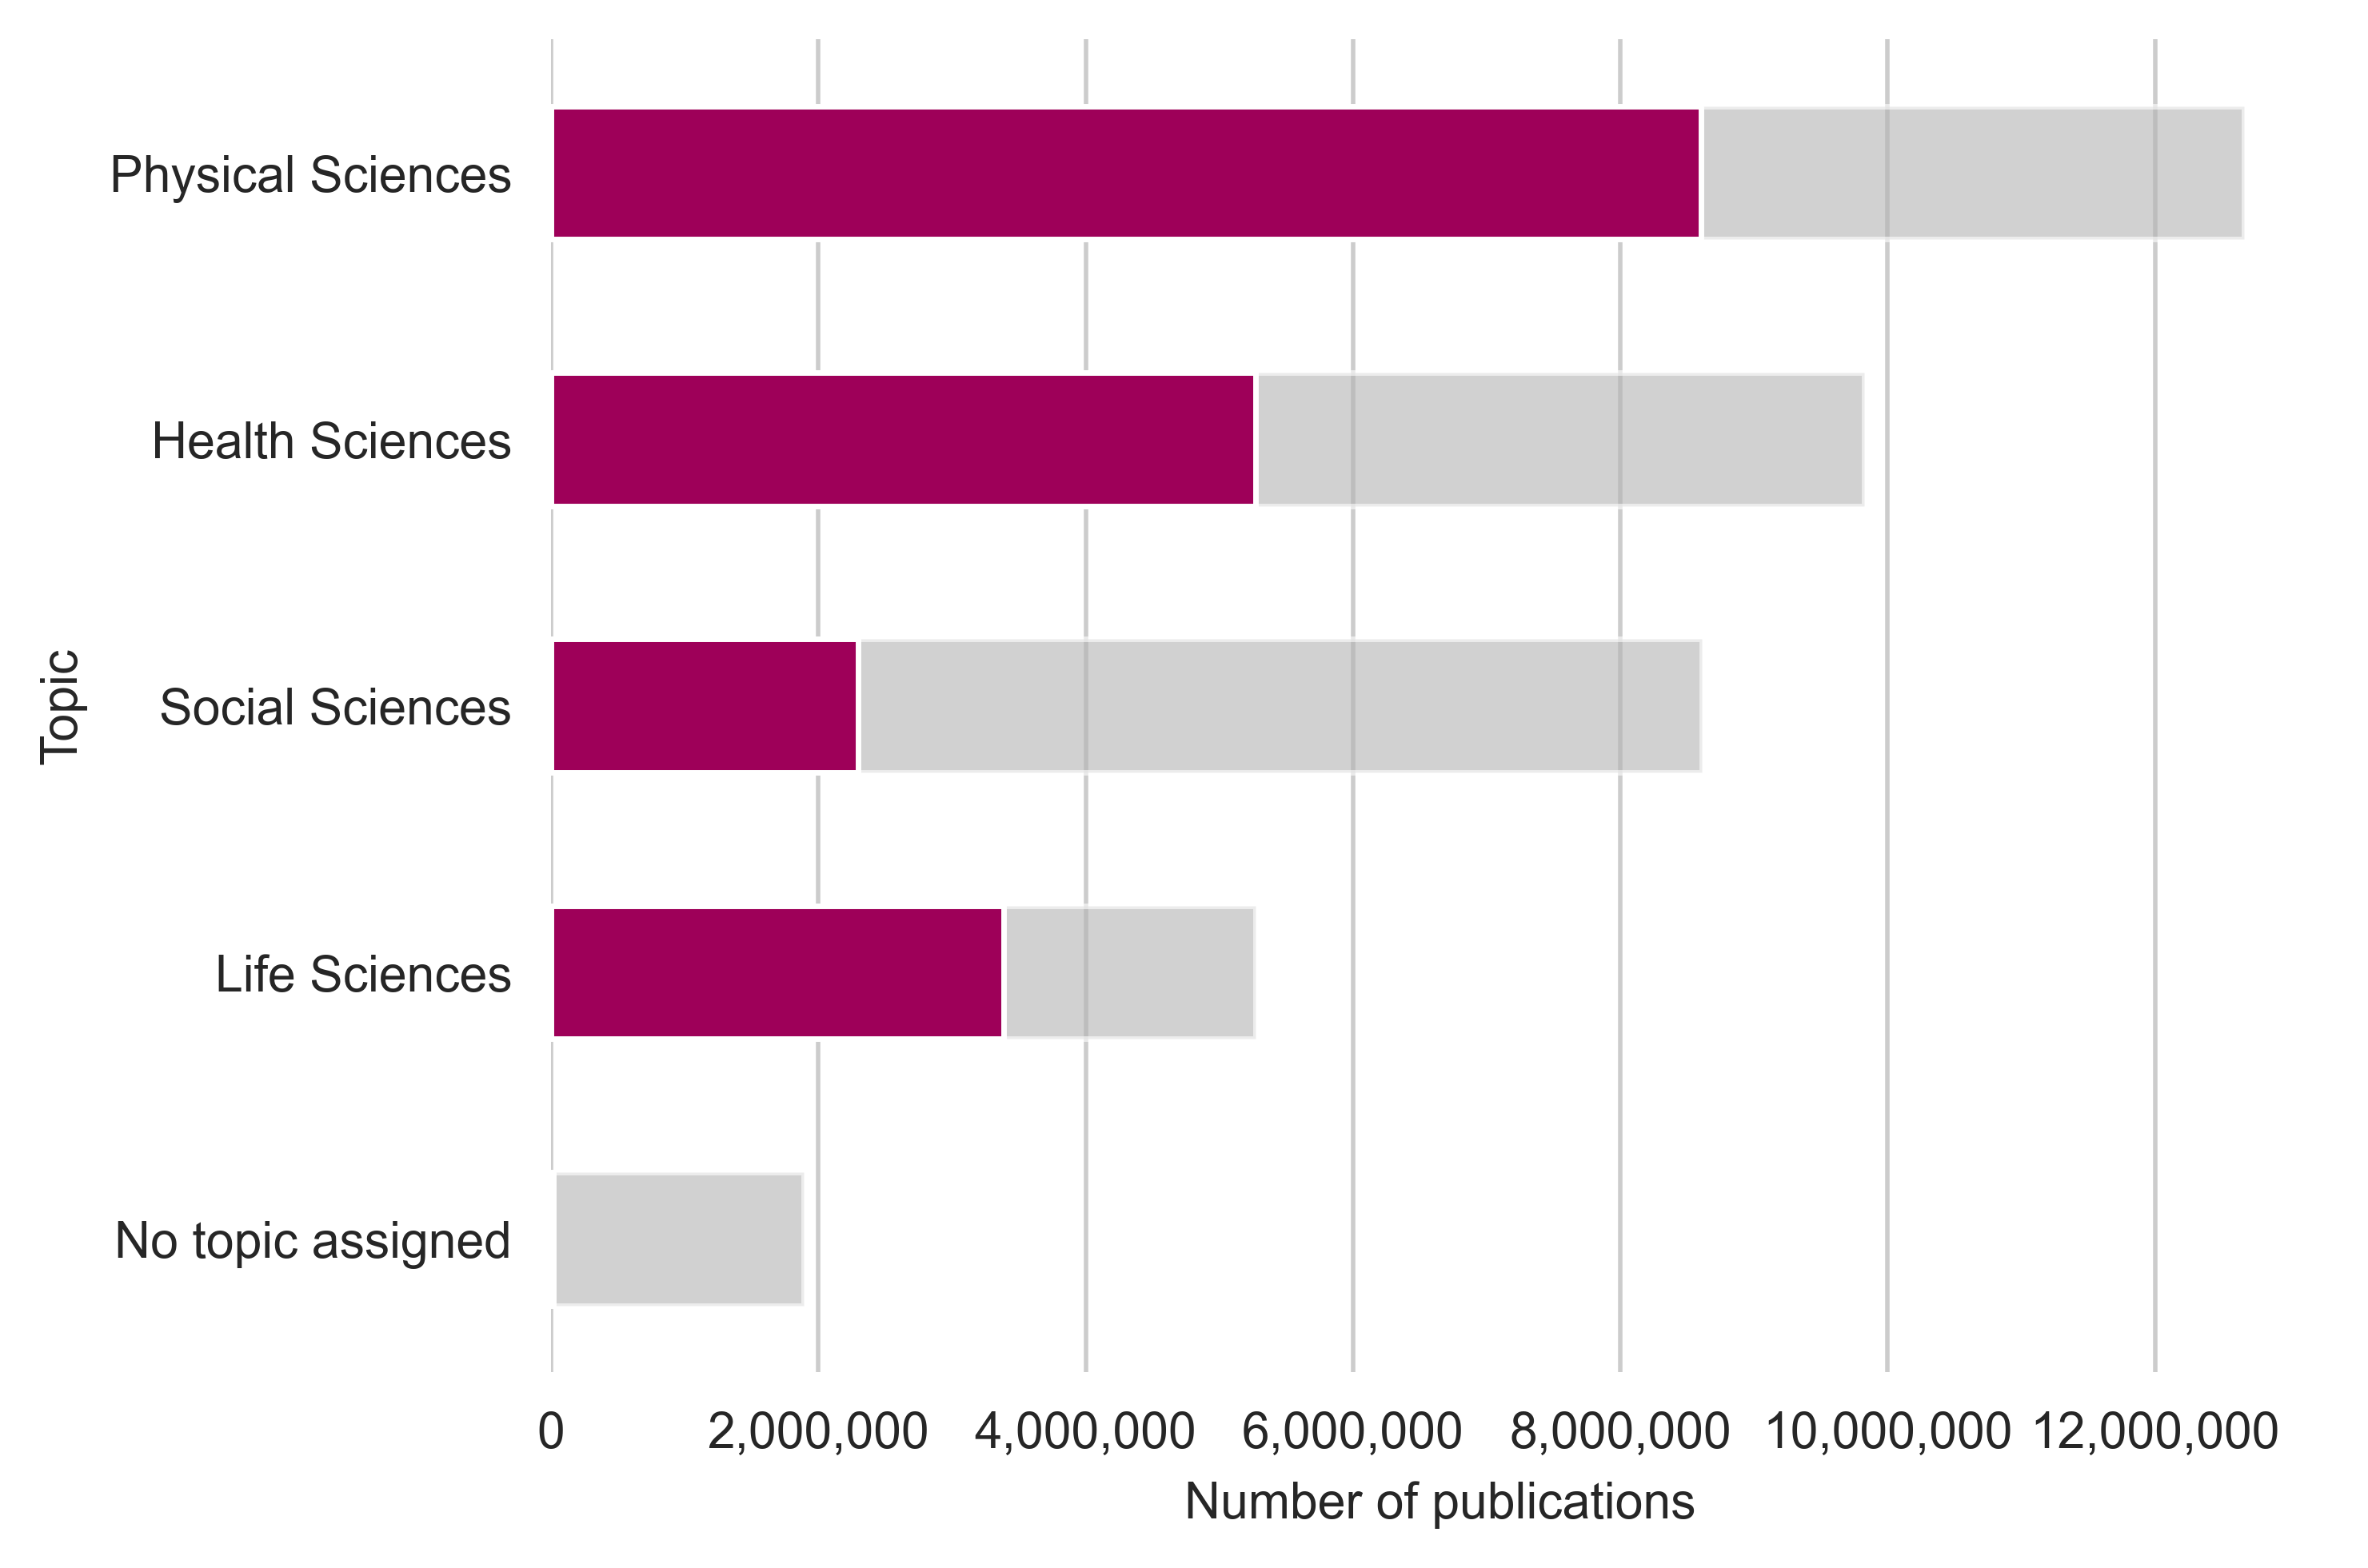 Physical Sciences
Health Sciences
Social Sciences
Life Sciences
No topic assigned
Topic
0 2,000,000 4,000,000 6,000,000 8,000,000 10,000,000 12,000,000
Number of publications